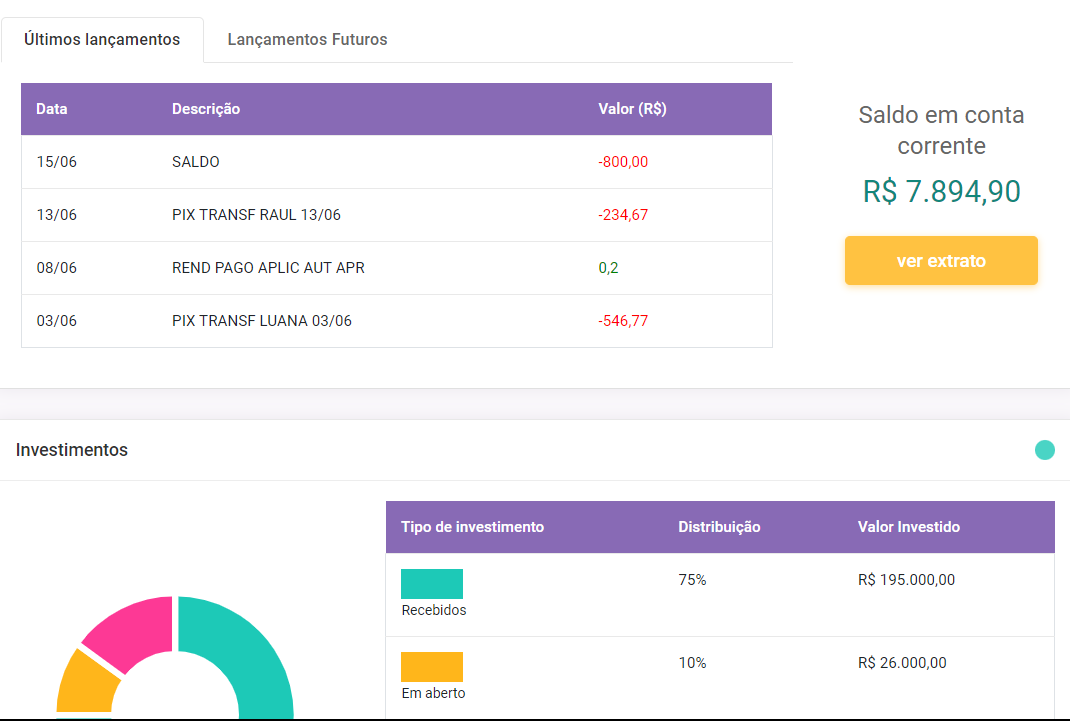 Últimos lançamentos Lançamentos Futuros
Data Descrição Valor (R$)
15/06 SALDO -800,00
13/06 PIX TRANSF RAUL 13/06 -234,67
08/06 REND PAGO APLIC AUT APR 0,2
03/06 PIX TRANSF LUANA 03/06 -546,77
Saldo em conta
corrente
R$ 7.894,90
ver extrato
Investimentos
Tipo de investimento Distribuição Valor Investido
75% R$ 195.000,00
Recebidos
10% R$ 26.000,00
Em aberto